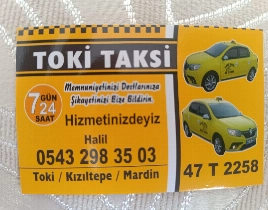 TOKİ TAKSİ
Memnuniyetinizi Dostlarınıza
Şikayetinizi Bize Bildirin
7 GÜN
24
SAAT
Hizmetinizdeyiz
Halil
0543 298 35 03
47 T 2258
Toki / Kızıltepe / Mardin